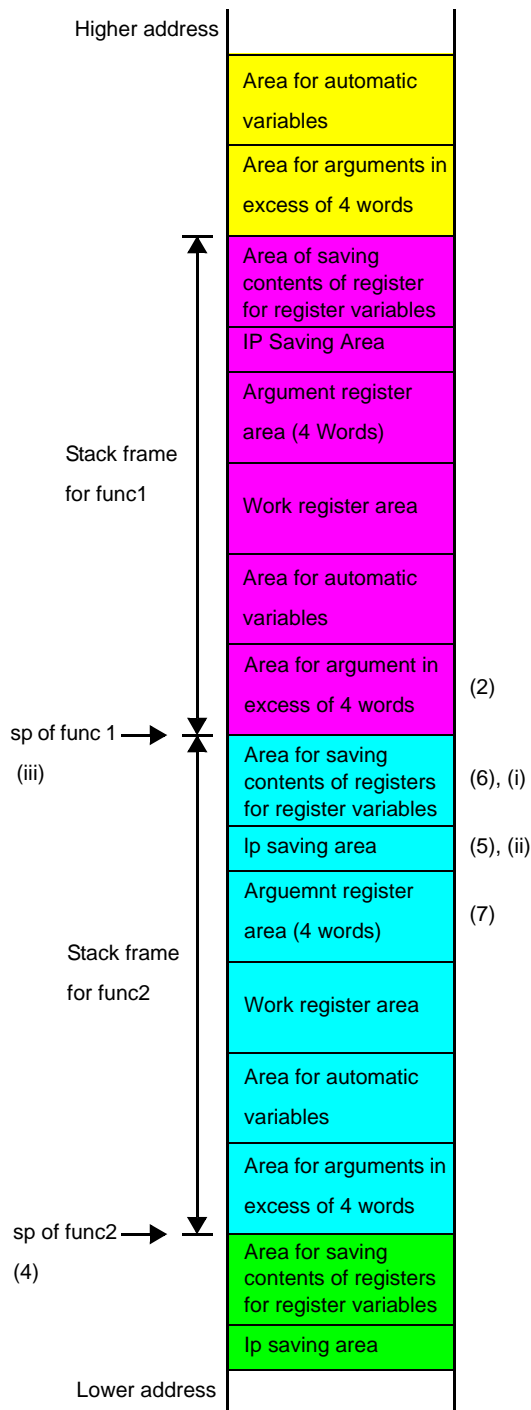 Higher address
Area for automatic
variables
Area for arguments in
excess of 4 words
Area of saving
contents of register
for register variables
IP Saving Area
Argument register
area (4 Words)
Stack frame
for func1
Work register area
Area for automatic
variables
Area for argument in
excess of 4 words
(2)
sp of func 1
(iii)
Area for saving
contents of registers
for register variables
(6), (i)
lp saving area
(5), (ii)
Arguemnt register
area (4 words)
(7)
Stack frame
for func2
Work register area
Area for automatic
variables
Area for arguments in
excess of 4 words
sp of func2
(4)
Area for saving
contents of registers
for register variables
lp saving area
Lower address